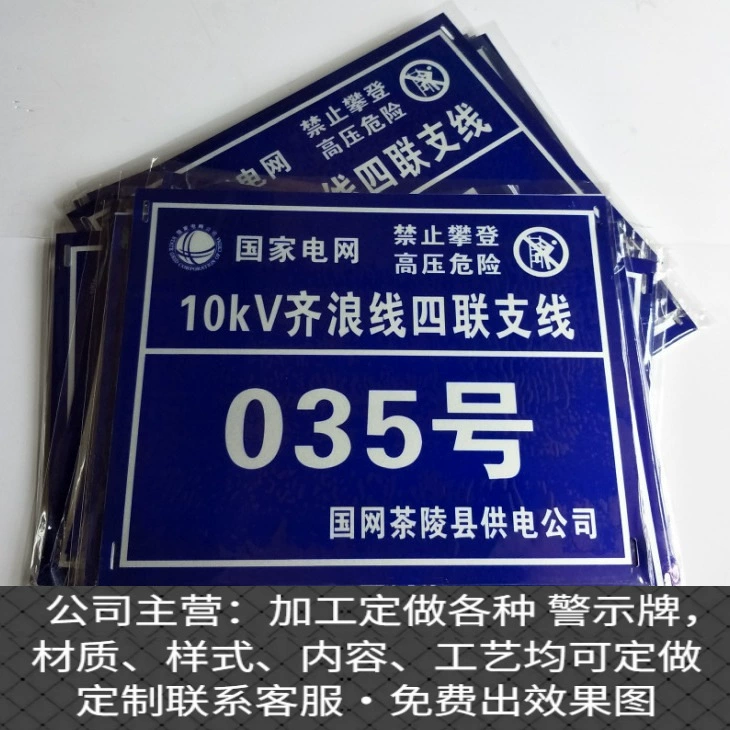 禁止攀登
高压危险
电网
线四联支线
国家电网
禁止攀登
高压危险
10kV齐浪线四联支线
035号
国网茶陵县供电公司
公司主营：加工定做各种 警示牌，
材质、样式、内容、工艺均可定做
定制联系客服·免费出效果图